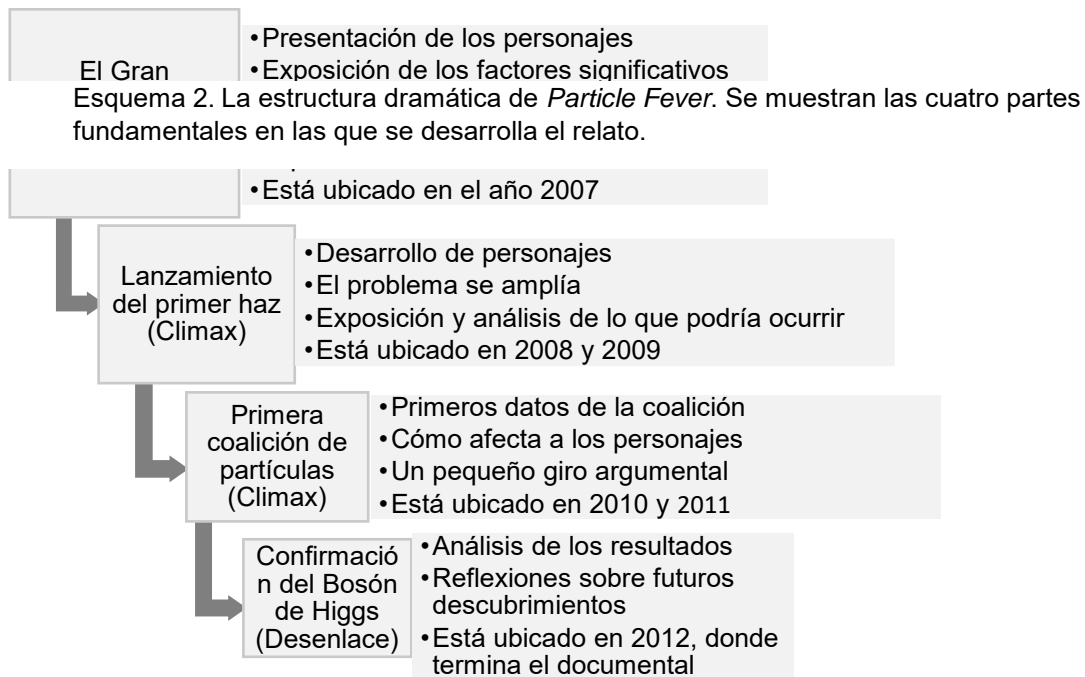 El Gran
•Presentación de los personajes
•Exposición de los factores significativos
Esquema 2. La estructura dramática de Particle Fever. Se muestran las cuatro partes
fundamentales en las que se desarrolla el relato.
•Está ubicado en el año 2007
Lanzamiento
del primer haz
(Climax)
•Desarrollo de personajes
•El problema se amplía
•Exposición y análisis de lo que podría ocurrir
•Está ubicado en 2008 y 2009
Primera
coalición de
partículas
(Climax)
•Primeros datos de la coalición
•Cómo afecta a los personajes
•Un pequeño giro argumental
•Está ubicado en 2010 y 2011
Confirmació
n del Bosón
de Higgs
(Desenlace)
•Análisis de los resultados
•Reflexiones sobre futuros
descubrimientos
•Está ubicado en 2012, donde
termina el documental